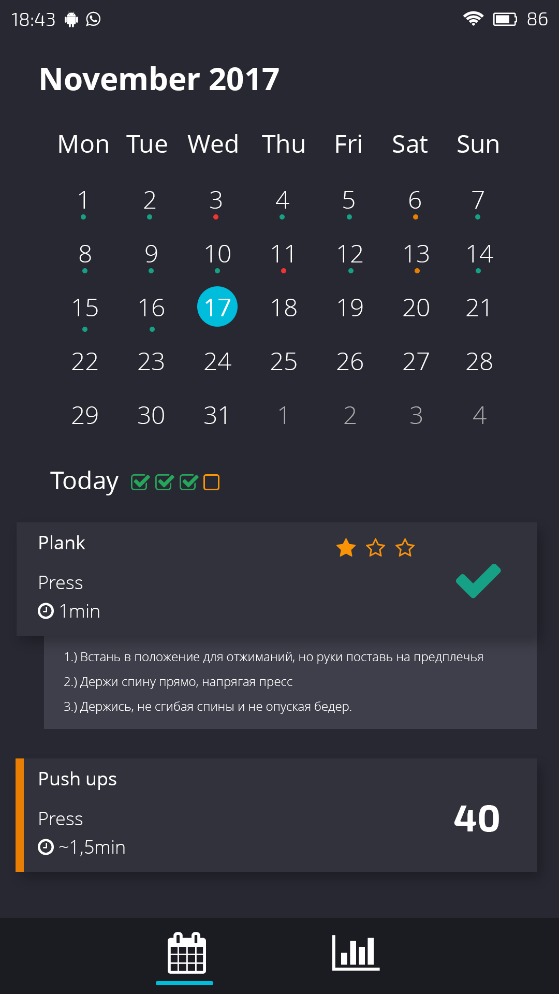 18:43 86
November 2017
Mon Tue Wed Thu Fri Sat Sun
1 2 3 4 5 6 7
8 9 10 11 12 13 14
15 16 17 18 19 20 21
22 23 24 25 26 27 28
29 30 31 1 2 3 4
Today
Plank
Press
1min
1.) Встань в положение для отжиманий, но руки поставь на предплечья
2.) Держи спину прямо, напрягая пресс
3.) Держись, не сгибая спины и не опуская бедер.
Push ups
Press
40
~1,5min